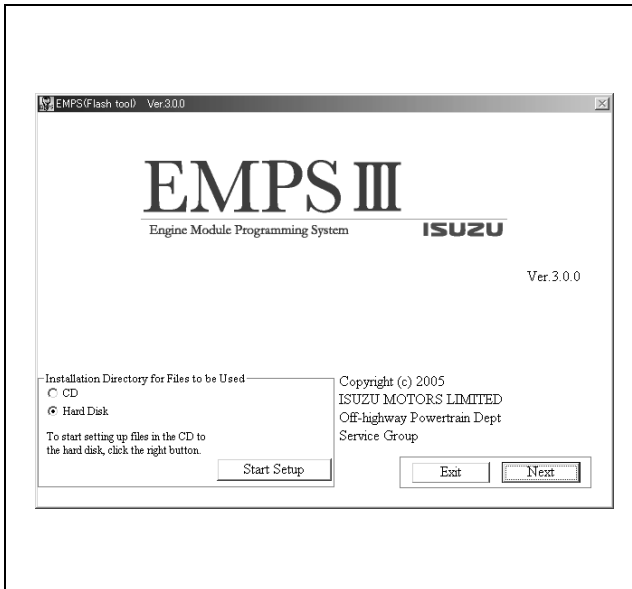 EMPS(Flash tool) Ver.3.0.0
EMPS III
Engine Module Programming System
ISUZU
Ver.3.0.0
Installation Directory for Files to be Used
CD
Hard Disk
To start setting up files in the CD to
the hard disk, click the right button.
Start Setup
Copyright (c) 2005
ISUZU MOTORS LIMITED
Off-highway Powertrain Dept
Service Group
Exit
Next